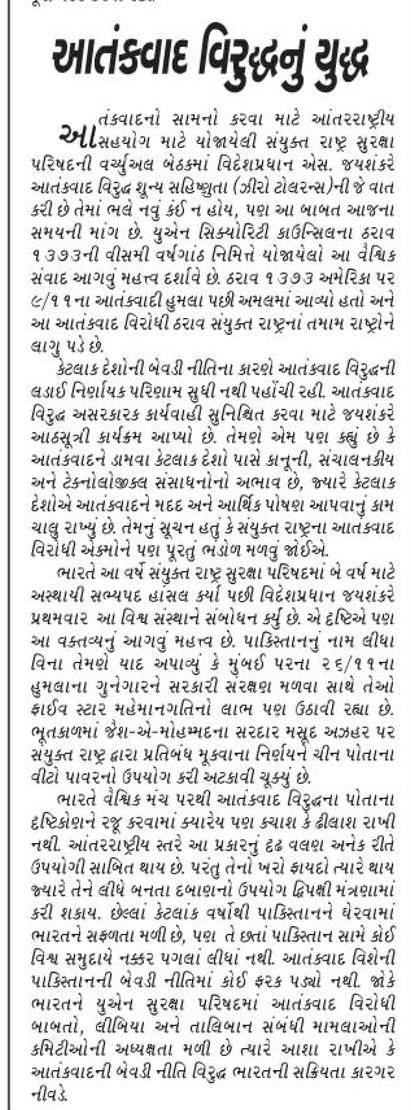 આતંકવાદ વિરુદ્ધનું યુદ્ધ
આતંકવાદનો સામનો કરવા માટે આંતરરાષ્ટ્રીય
સહયોગ માટે યોજાયેલી સંયુક્ત રાષ્ટ્ર સુરક્ષા
પરિષદની વર્ચ્યુઅલ બેઠકમાં વિદેશપ્રધાન એસ. જયશંકરે
આતંકવાદ વિરુદ્ધ શૂન્ય સહિષ્ણુતા (ઝીરો ટોલરન્સ)ની જે વાત
કરી છે તેમાં ભલે નવું કંઈ ન હોય, પણ આ બાબત આજના
સમયની માંગ છે. યુએન સિક્યોરિટી કાઉન્સિલના ઠરાવ
૧૩૭૩ની વીસમી વર્ષગાંઠ નિમિત્તે યોજાયેલો આ વૈશ્વિક
સંવાદ આગવું મહત્ત્વ દર્શાવે છે. ઠરાવ ૧૩૭૩ અમેરિકા પર
૯/૧૧ના આતંકવાદી હુમલા પછી અમલમાં આવ્યો હતો અને
આ આતંકવાદ વિરોધી ઠરાવ સંયુક્ત રાષ્ટ્રનાં તમામ રાષ્ટ્રોને
લાગુ પડે છે.
કેટલાક દેશોની બેવડી નીતિના કારણે આતંકવાદ વિરુદ્ધની
લડાઈ નિર્ણાયક પરિણામ સુધી નથી પહોંચી રહી. આતકવાદ
વિરુદ્ધ અસરકારક કાર્યવાહી સુનિશ્ચિત કરવા માટે જયશંકરે
આઠસૂત્રી કાર્યક્રમ આપ્યો છે. તેમણે એમ પણ કહ્યું છે કે
આતંકવાદને ડામવા કેટલાક દેશો પાસે કાનૂની, સંચાલનકીય
અને ટેક્નોલોજીકલ સંસાધનોનો અભાવ છે, જ્યારે કેટલાક
દેશોએ આતંકવાદને મદદ અને આર્થિક પોષણ આપવાનું કામ
ચાલુ રાખ્યું છે. તેમનું સૂચન હતું કે સંયુક્ત રાષ્ટ્રના આતકવાદ
વિરોધી એકમોને પણ પૂરતું ભડોળ મળવું જોઈએ.
ભારતે આ વર્ષે સંયુક્ત રાષ્ટ્ર સુરક્ષા પરિષદમાં બે વર્ષ માટે
અસ્થાયી સભ્યપદ હાંસલ કર્યા પછી વિદેશપ્રધાન જયશંકરે
પ્રથમવાર આ વિશ્વ સંસ્થાને સંબોધન કર્યું છે. એ દૃષ્ટિએ પણ
આ વક્તવ્યનું આગવું મહત્ત્વ છે. પાકિસ્તાનનું નામ લીધા
વિના તેમણે યાદ અપાવ્યું કે મુંબઈ પરના ૨૬/૧૧ના
હુમલાના ગુનેગારને સરકારી સંરક્ષણ મળવા સાથે તેઓ
ફાઈવ સ્ટાર મહેમાનગતિનો લાભ પણ ઉઠાવી રહ્યા છે.
ભૂતકાળમાં જૈશ-એ-મોહમ્મદના સરદાર મસૂદ અઝહર પર
સયુક્ત રાષ્ટ્ર દ્વારા પ્રતિબંધ મૂકવાના નિર્ણયને ચીન પોતાના
વીટો પાવરનો ઉપયોગ કરી અટકાવી ચૂક્યું છે.
ભારતે વૈશ્વિક મંચ પરથી આતંકવાદ વિરુદ્ધના પોતાના
દૃષ્ટિકોણને રજૂ કરવામાં ક્યારેય પણ ક્યાશ કે ઢીલાશ રાખી
નથી. આંતરરાષ્ટ્રીય સ્તરે આ પ્રકારનું દૃઢ વલણ અનેક રીતે
ઉપયોગી સાબિત થાય છે. પરંતુ તેનો ખરો ફાયદો ત્યારે થાય
જ્યારે તેને લીધે બનતા દબાણનો ઉપયોગ દ્વિપક્ષી મંત્રણામાં
કરી શકાય. છેલ્લાં કેટલાંક વર્ષોથી પાકિસ્તાનને ઘેરવામાં
ભારતને સફળતા મળી છે, પણ તે છતાં પાકિસ્તાન સામે કોઈ
વિશ્વ સમુદાયે નક્કર પગલાં લીધાં નથી. આતંકવાદ વિશેની
પાકિસ્તાનની બેવડી નીતિમાં કોઈ ફરક પડ્યો નથી. જોકે
ભારતને યુએન સુરક્ષા પરિષદમાં આતંકવાદ વિરોધી
બાબતો, લીબિયા અને તાલિબાન સંબંધી મામલાઓની
કમિટીઓની અધ્યક્ષતા મળી છે ત્યારે આશા રાખીએ કે
આતંકવાદની બેવડી નીતિ વિરુદ્ધ ભારતની સક્રિયતા કારગર
નીવડે.